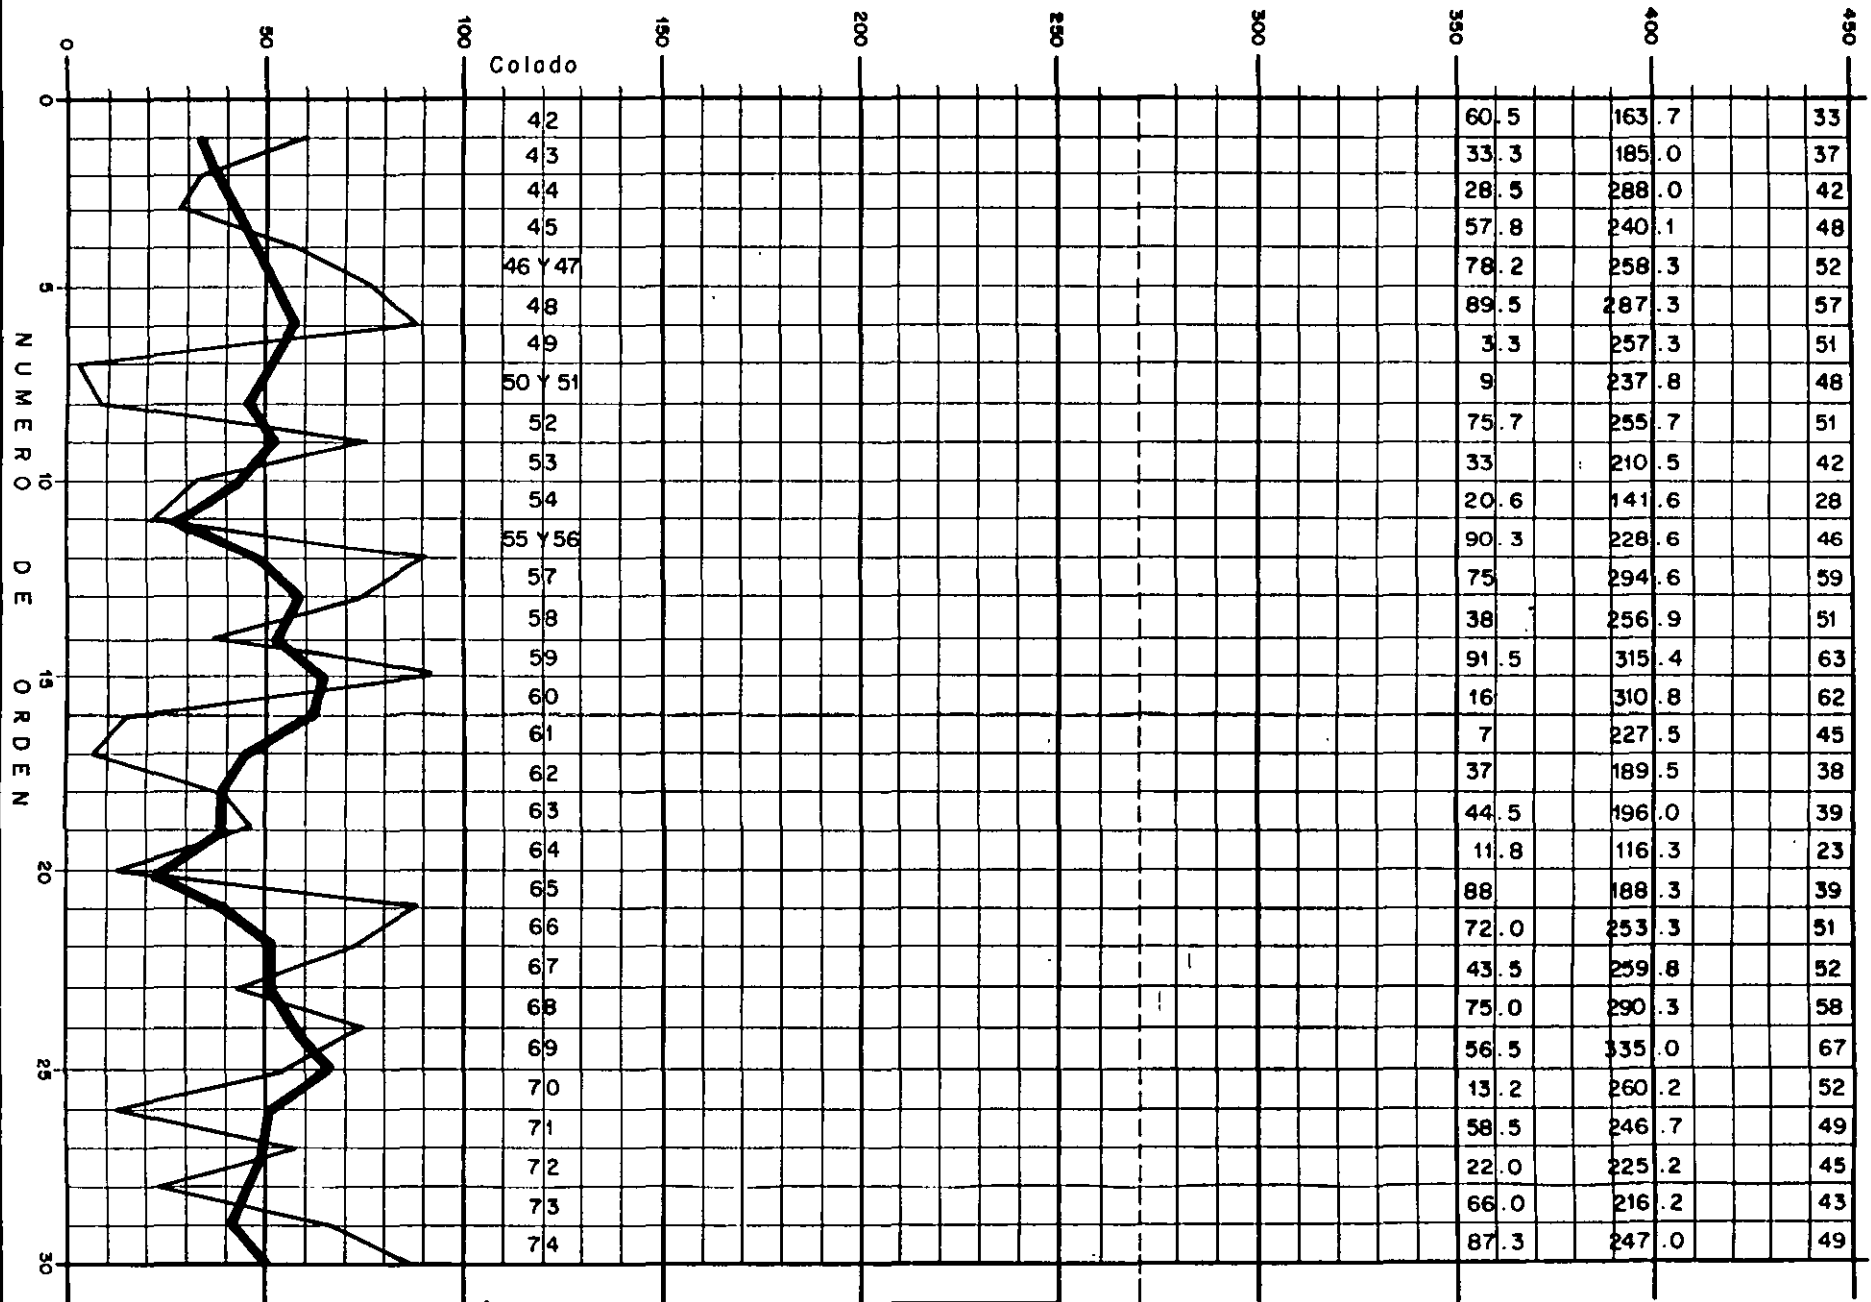 0 50 100 150 200 250 300 350 400 450
Colado
0
42 60.5 163.7 33
43 33.3 185.0 37
44 28.5 288.0 42
45 57.8 240.1 48
46 Y 47 78.2 258.3 52
5
48 89.5 287.3 57
49 3.3 257.3 51
50 Y 51 9 237.8 48
52 75.7 255.7 51
53 33 210.5 42
10
54 20.6 141.6 28
55 Y 56 90.3 228.6 46
57 75 294.6 59
58 38 256.9 51
59 91.5 315.4 63
15
60 16 310.8 62
61 7 227.5 45
62 37 189.5 38
63 44.5 196.0 39
64 11.8 116.3 23
20
65 88 188.3 39
66 72.0 253.3 51
67 43.5 259.8 52
68 75.0 290.3 58
69 56.5 335.0 67
25
70 13.2 260.2 52
71 58.5 246.7 49
72 22.0 225.2 45
73 66.0 216.2 43
74 87.3 247.0 49
30
NUMERO DE ORDEN